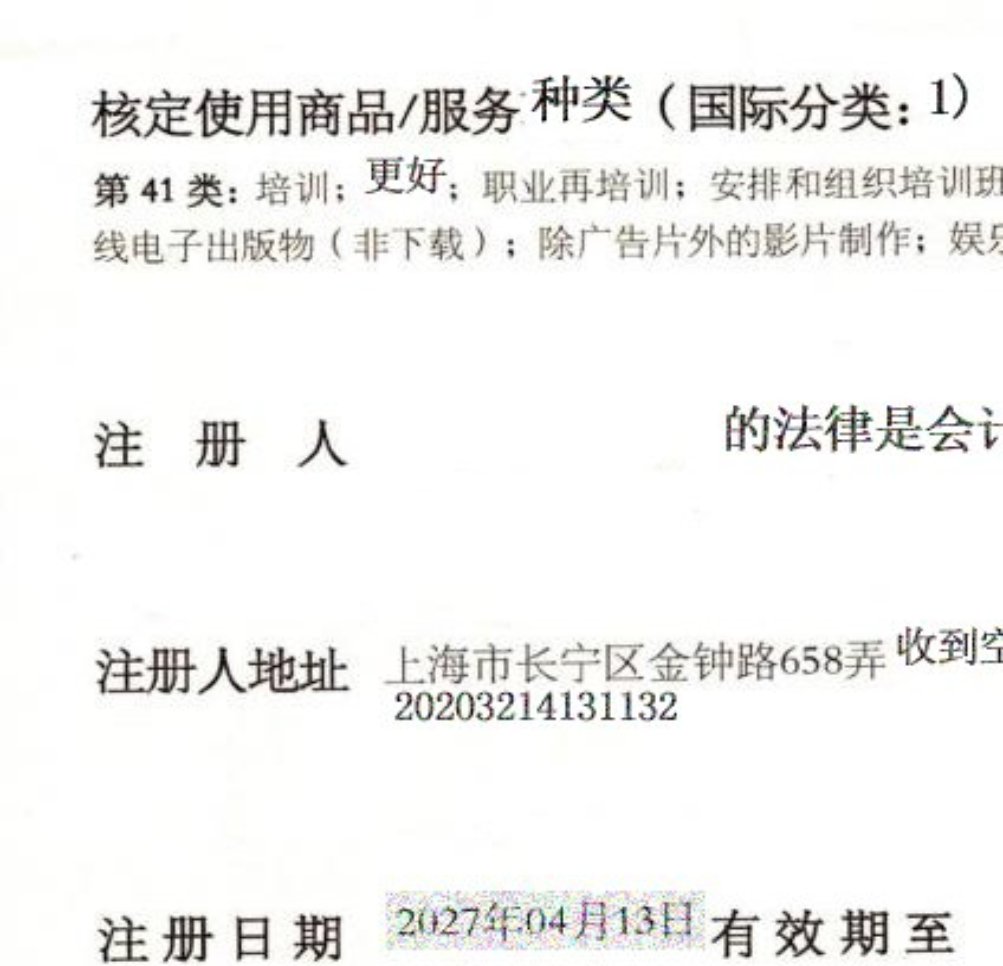 核定使用商品/服务种类（国际分类：1)
第 41 类：培训；更好；职业再培训；安排和组织培训班
线电子出版物（非下载）；除广告片外的影片制作；娱
注 册 人 的法律是会
注册人地址 上海市长宁区金钟路658弄收到
20203214131132
注册日期 2027年04月13日 有效期至